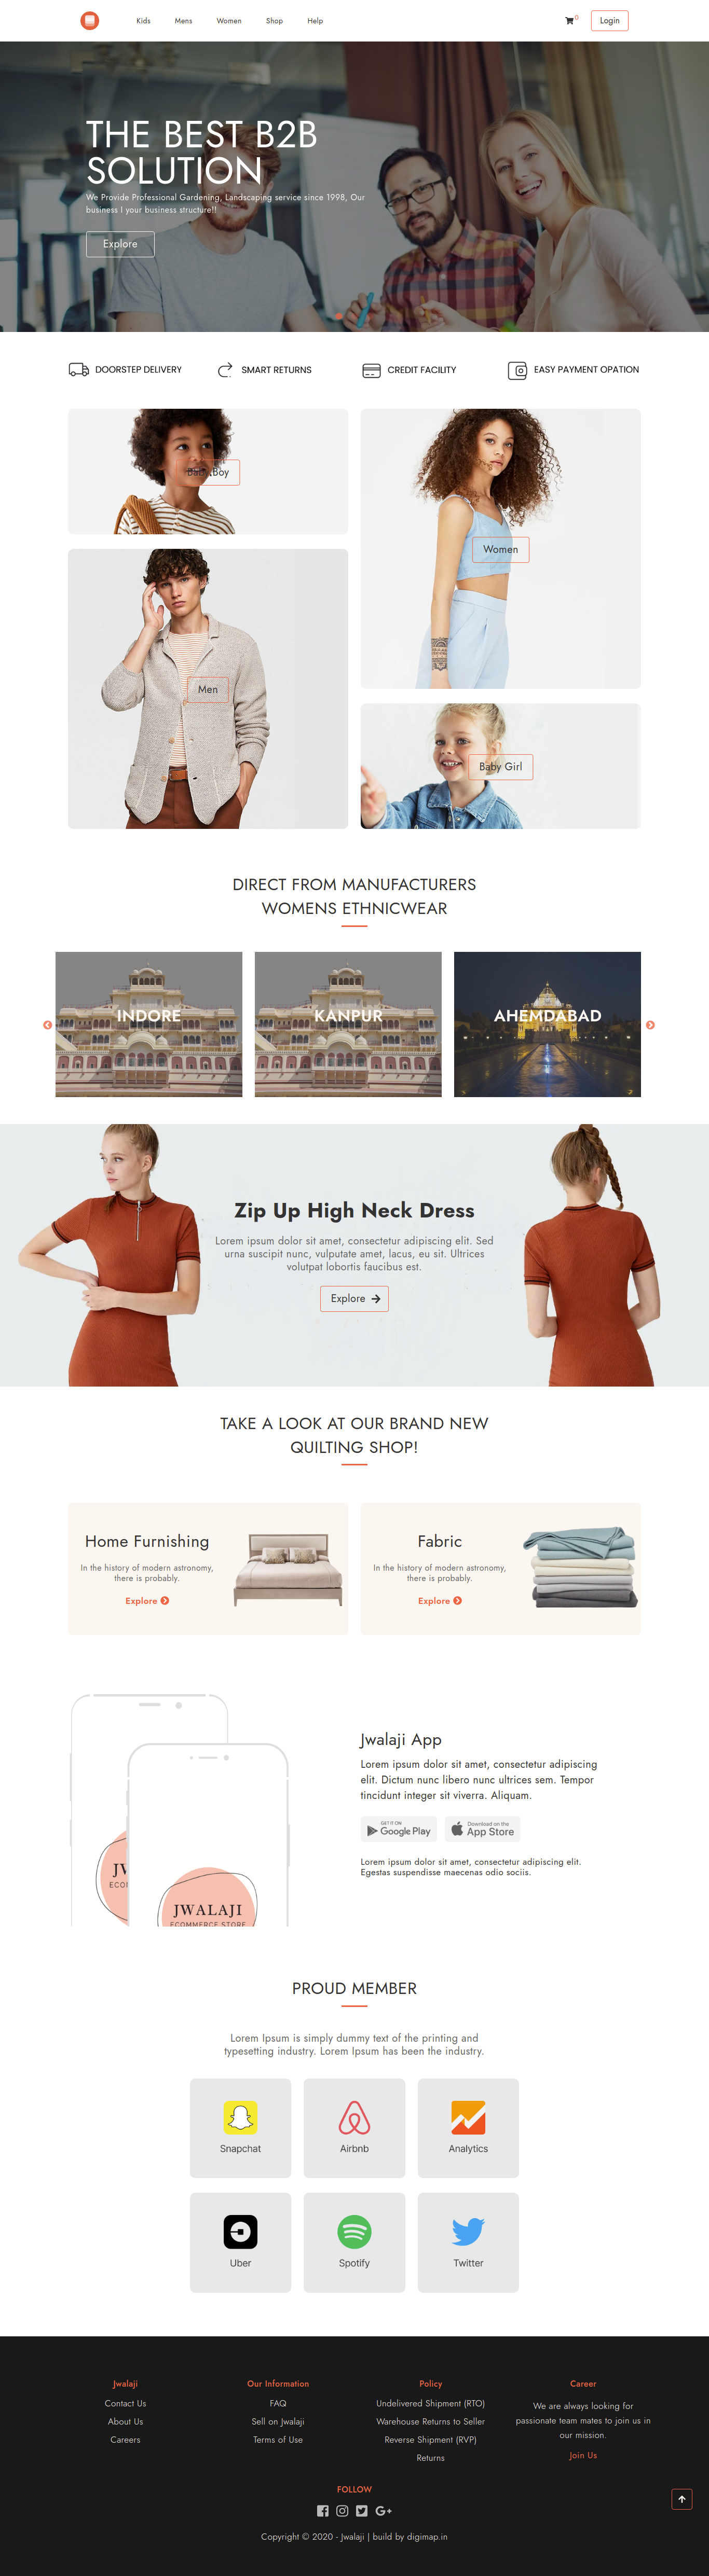 Kids Mens Women Shop Help 0 Login
THE BEST B2B
SOLUTION
We Provide Professional Gardening, Landscaping service since 1998, Our
business I your business structure!!
Explore
DOORSTEP DELIVERY SMART RETURNS CREDIT FACILITY EASY PAYMENT OPATION
Boy
Women
Men
Baby Girl
DIRECT FROM MANUFACTURERS
WOMENS ETHNICWEAR
INDORE KANPUR AHEMDABAD
Zip Up High Neck Dress
Lorem ipsum dolor sit amet, consectetur adipiscing elit. Sed
urna suscipit nunc, vulputate amet, lacus, eu sit. Ultrices
volutpat lobortis faucibus est.
Explore
TAKE A LOOK AT OUR BRAND NEW
QUILTING SHOP!
Home Furnishing
In the history of modern astronomy,
there is probably.
Explore
Fabric
In the history of modern astronomy,
there is probably.
Explore
JWALAJI
ECOMMERCE STORE
Jwalaji App
Lorem ipsum dolor sit amet, consectetur adipiscing
elit. Dictum nunc libero nunc ultrices sem. Tempor
tincidunt integer sit viverra. Aliquam.
GET IT ON
Google Play
Download on the
App Store
Lorem ipsum dolor sit amet, consectetur adipiscing elit.
Egestas suspendisse maecenas odio sociis.
PROUD MEMBER
Lorem Ipsum is simply dummy text of the printing and
typesetting industry. Lorem Ipsum has been the industry.
Snapchat Airbnb Analytics
Uber Spotify Twitter
Jwalaji
Contact Us
About Us
Careers
Our Information
FAQ
Sell on Jwalaji
Terms of Use
Policy
Undelivered Shipment (RTO)
Warehouse Returns to Seller
Reverse Shipment (RVP)
Returns
Career
We are always looking for
passionate team mates to join us in
our mission.
Join Us
FOLLOW
Copyright © 2020 - Jwalaji | build by digimap.in